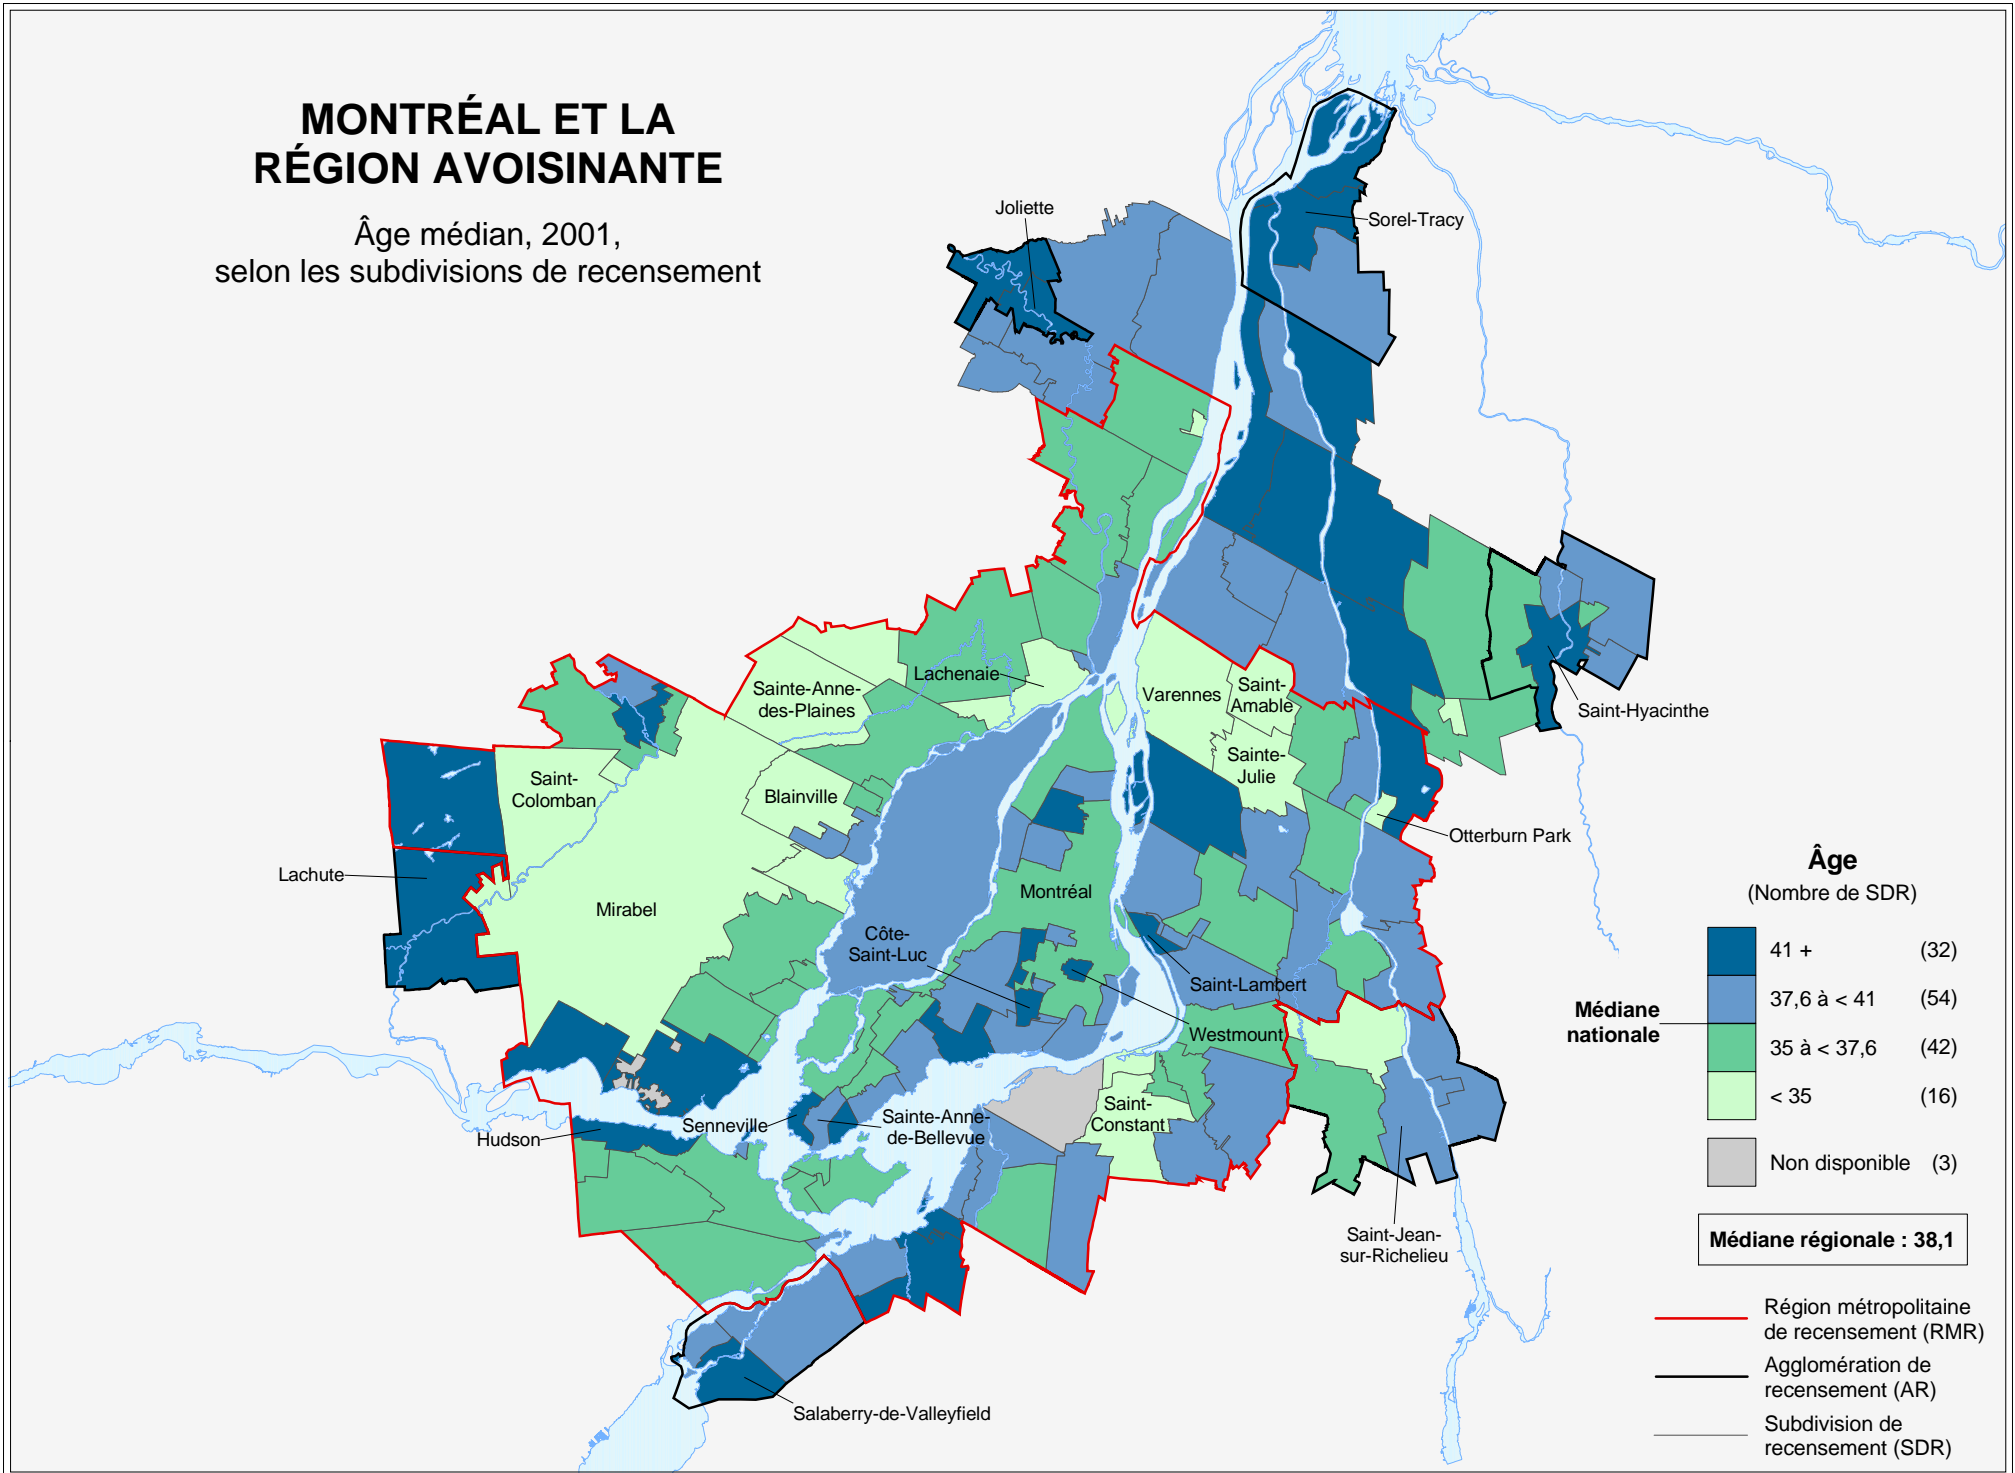 MONTRÉAL ET LA
RÉGION AVOISINANTE
Âge médian, 2001,
selon les subdivisions de recensement
Joliette
Sorel-Tracy
Lachenaie
Sainte-Anne-
des-Plaines
Varennes
Saint-
Amable
Saint-Hyacinthe
Saint-
Colomban
Blainville
Sainte-
Julie
Otterburn Park
Lachute
Mirabel
Montréal
Côte-
Saint-Luc
Saint-Lambert
Westmount
Senneville
Sainte-Anne-
de-Bellevue
Saint-
Constant
Hudson
Saint-Jean-
sur-Richelieu
Salaberry-de-Valleyfield
Âge
(Nombre de SDR)
41 + (32)
37,6 à < 41 (54)
Médiane
nationale
35 à < 37,6 (42)
< 35 (16)
Non disponible (3)
Médiane régionale : 38,1
Région métropolitaine
de recensement (RMR)
Agglomération de
recensement (AR)
Subdivision de
recensement (SDR)